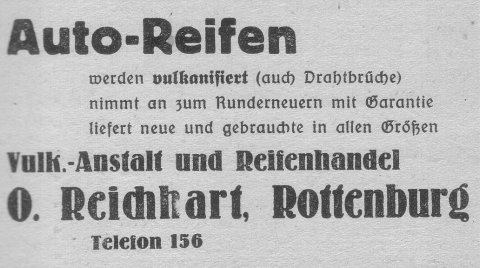 Auto-Reifen
werden vulkanisiert (auch Drahtbrüche)
nimmt an zum Runderneuern mit Garantie
liefert neue und gebrauchte in allen Größen
Vulk.-Anstalt und Reifenhandel
O. Reichhart, Rottenburg
Telefon 156